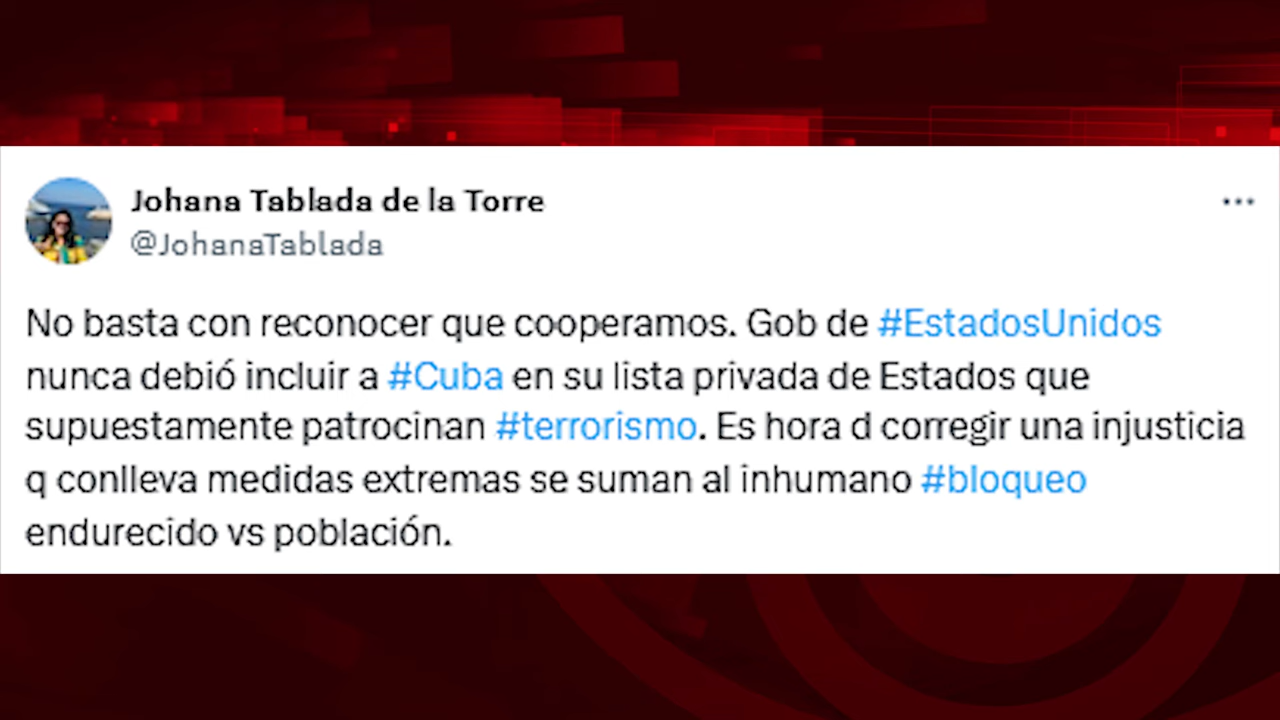 Johana Tablada de la Torre
@JohanaTablada
No basta con reconocer que cooperamos. Gob de #EstadosUnidos
nunca debió incluir a #Cuba en su lista privada de Estados que
supuestamente patrocinan #terrorismo. Es hora d corregir una injusticia
q conlleva medidas extremas se suman al inhumano #bloqueo
endurecido vs población.